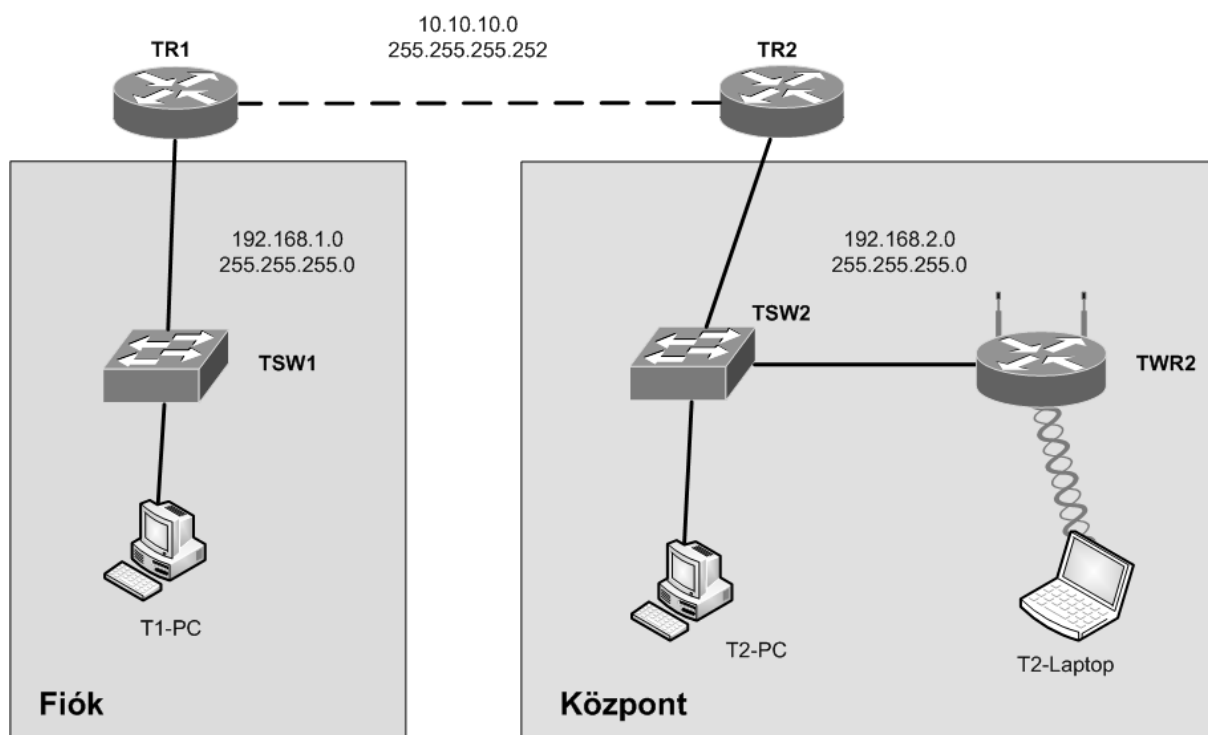 10.10.10.0
255.255.255.252
TR1
TR2
192.168.1.0
255.255.255.0
192.168.2.0
255.255.255.0
TSW1
TSW2
TWR2
T1-PC
T2-PC
T2-Laptop
Fiók
Központ